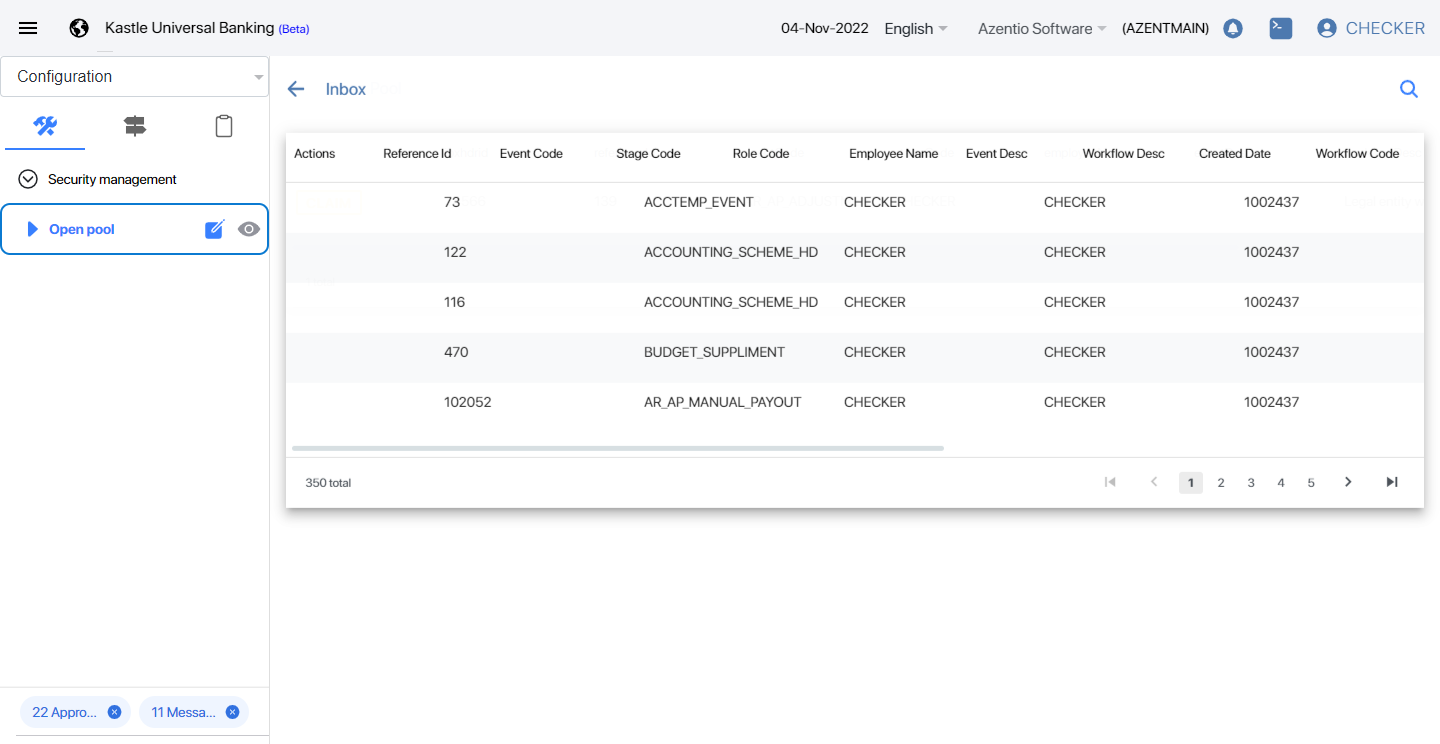 Kastle Universal Banking (Beta) 04-Nov-2022 English Azentio Software (AZENTMAIN) CHECKER
Configuration
Inbox
Security management
Open pool
Actions Reference Id Event Code Stage Code Role Code Employee Name Event Desc Workflow Desc Created Date Workflow Code
73 ACCTEMP_EVENT CHECKER CHECKER 1002437
122 ACCOUNTING_SCHEME_HD CHECKER CHECKER 1002437
116 ACCOUNTING_SCHEME_HD CHECKER CHECKER 1002437
470 BUDGET_SUPPLIMENT CHECKER CHECKER 1002437
102052 AR_AP_MANUAL_PAYOUT CHECKER CHECKER 1002437
350 total 1 2 3 4 5
22 Appro... 11 Messa...